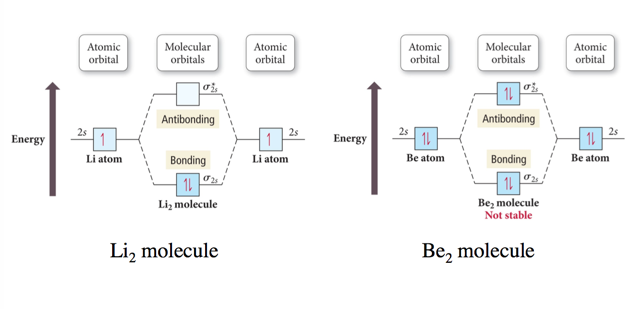 Atomic
orbital
Molecular
orbitals
Atomic
orbital
σ*2s
Antibonding
Energy
2s
2s
Li atom
Bonding
Li atom
σ2s
Li2 molecule
Li2 molecule
Atomic
orbital
Molecular
orbitals
Atomic
orbital
σ*2s
Antibonding
Energy
2s
2s
Be atom
Bonding
Be atom
σ2s
Be2 molecule
Not stable
Be2 molecule